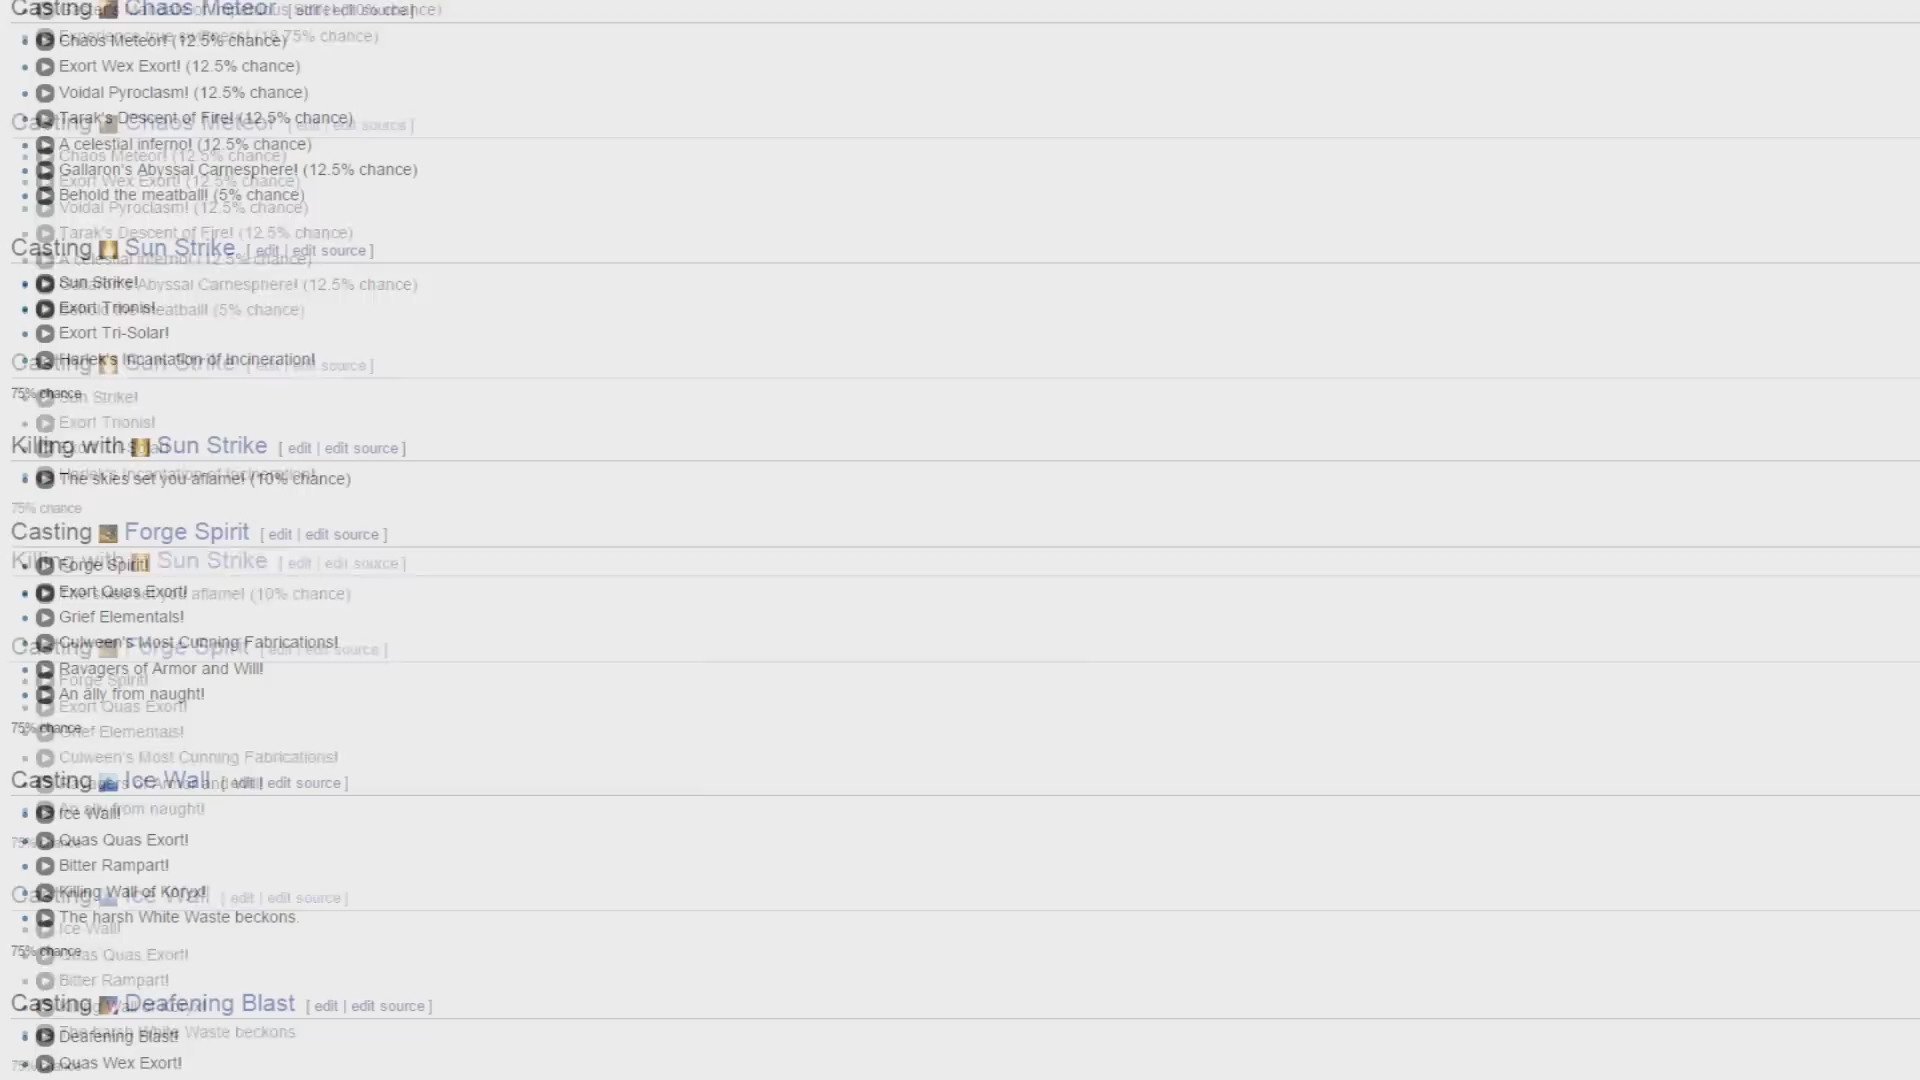 Casting Chaos Meteor [ edit | edit source ]
Chaos Meteor! (12.5% chance)
Exort Wex Exort! (12.5% chance)
Voidal Pyroclasm! (12.5% chance)
Tarak's Descent of Fire! (12.5% chance)
A celestial inferno! (12.5% chance)
Gallaron's Abyssal Carnesphere! (12.5% chance)
Behold the meatball! (5% chance)
Casting Sun Strike [ edit | edit source ]
Sun Strike!
Exort Trionis!
Exort Tri-Solar!
Harlek's Incantation of Incineration!
75% chance
Killing with Sun Strike [ edit | edit source ]
The skies set you aflame! (10% chance)
Casting Forge Spirit [ edit | edit source ]
Forge Spirit!
Exort Quas Exort!
Grief Elementals!
Culween's Most Cunning Fabrications!
Ravagers of Armor and Will!
An ally from naught!
75% chance
Casting Ice Wall [ edit | edit source ]
Ice Wall!
Quas Quas Exort!
Bitter Rampart!
Killing Wall of Koryx!
The harsh White Waste beckons.
75% chance
Casting Deafening Blast [ edit | edit source ]
Deafening Blast!
Quas Wex Exort!